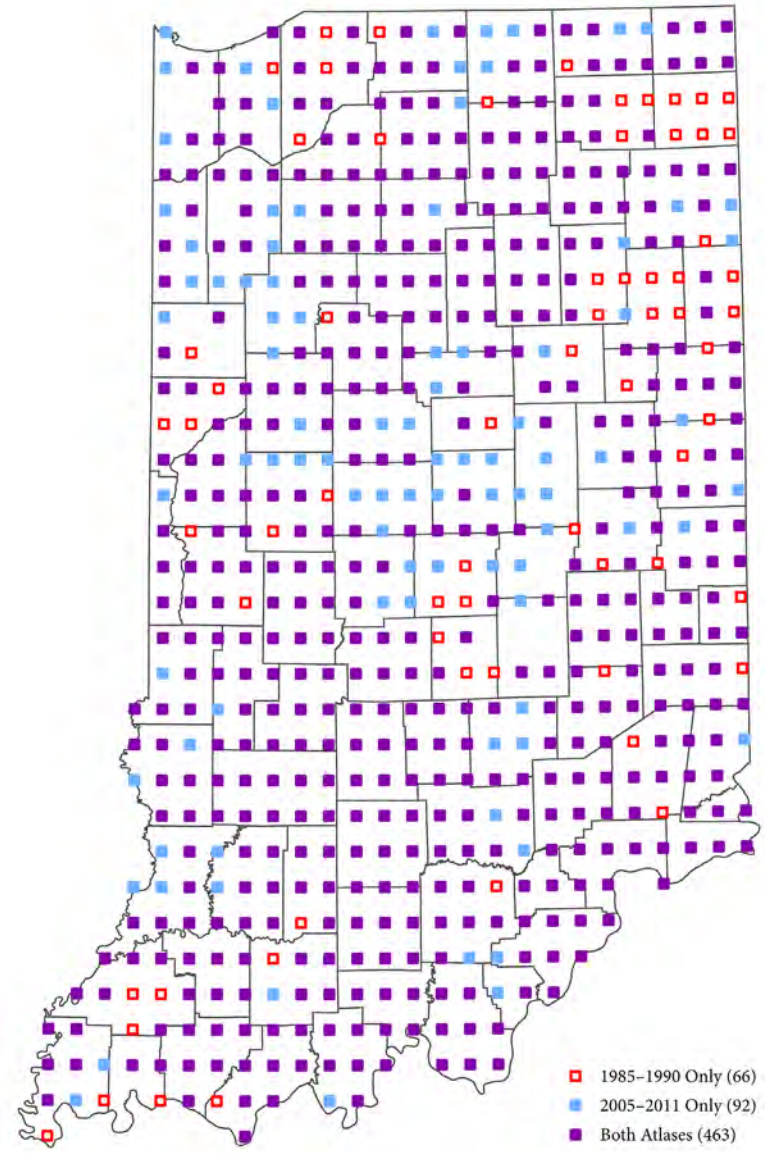 1985–1990 Only (66)
2005–2011 Only (92)
Both Atlases (463)